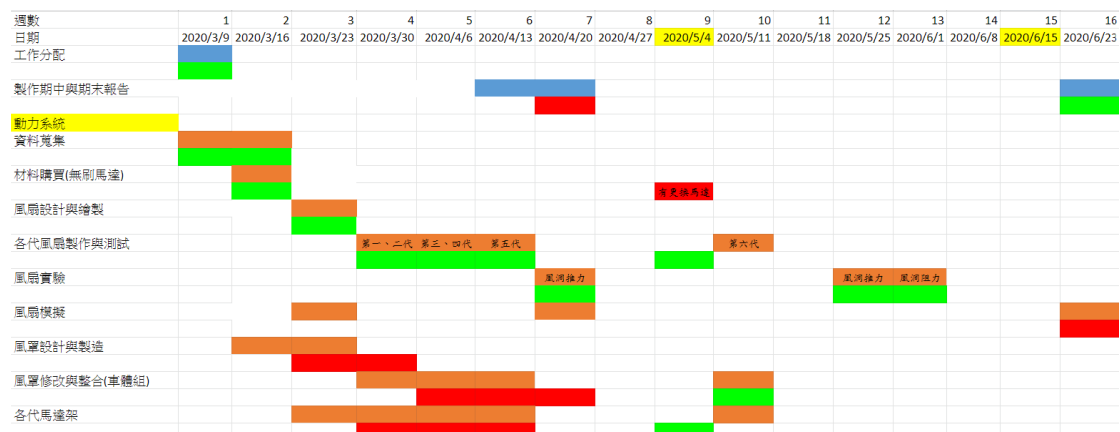 週數 1 2 3 4 5 6 7 8 9 10 11 12 13 14 15 16
日期 2020/3/9 2020/3/16 2020/3/23 2020/3/30 2020/4/6 2020/4/13 2020/4/20 2020/4/27 2020/5/4 2020/5/11 2020/5/18 2020/5/25 2020/6/1 2020/6/8 2020/6/15 2020/6/23
工作分配
製作期中與期末報告
動力系統
資料蒐集
材料購買(無刷馬達)
有更換馬達
風扇設計與繪製
各代風扇製作與測試 第一、二代 第三、四代 第五代 第六代
風扇實驗 風洞推力 風洞推力 風洞阻力
風扇模擬
風罩設計與製造
風罩修改與整合(車體組)
各代馬達架